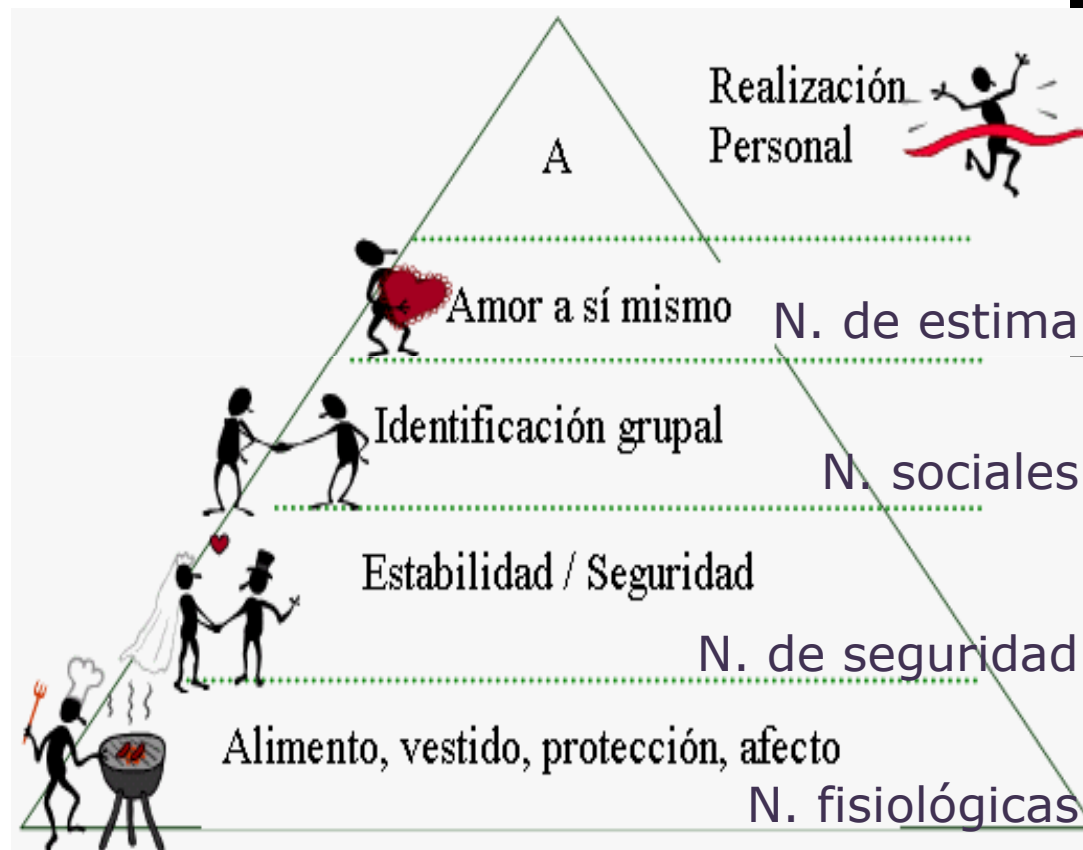 Realización
Personal
A
Amor a sí mismo
N. de estima
Identificación grupal
N. sociales
Estabilidad / Seguridad
N. de seguridad
Alimento, vestido, protección, afecto
N. fisiológicas